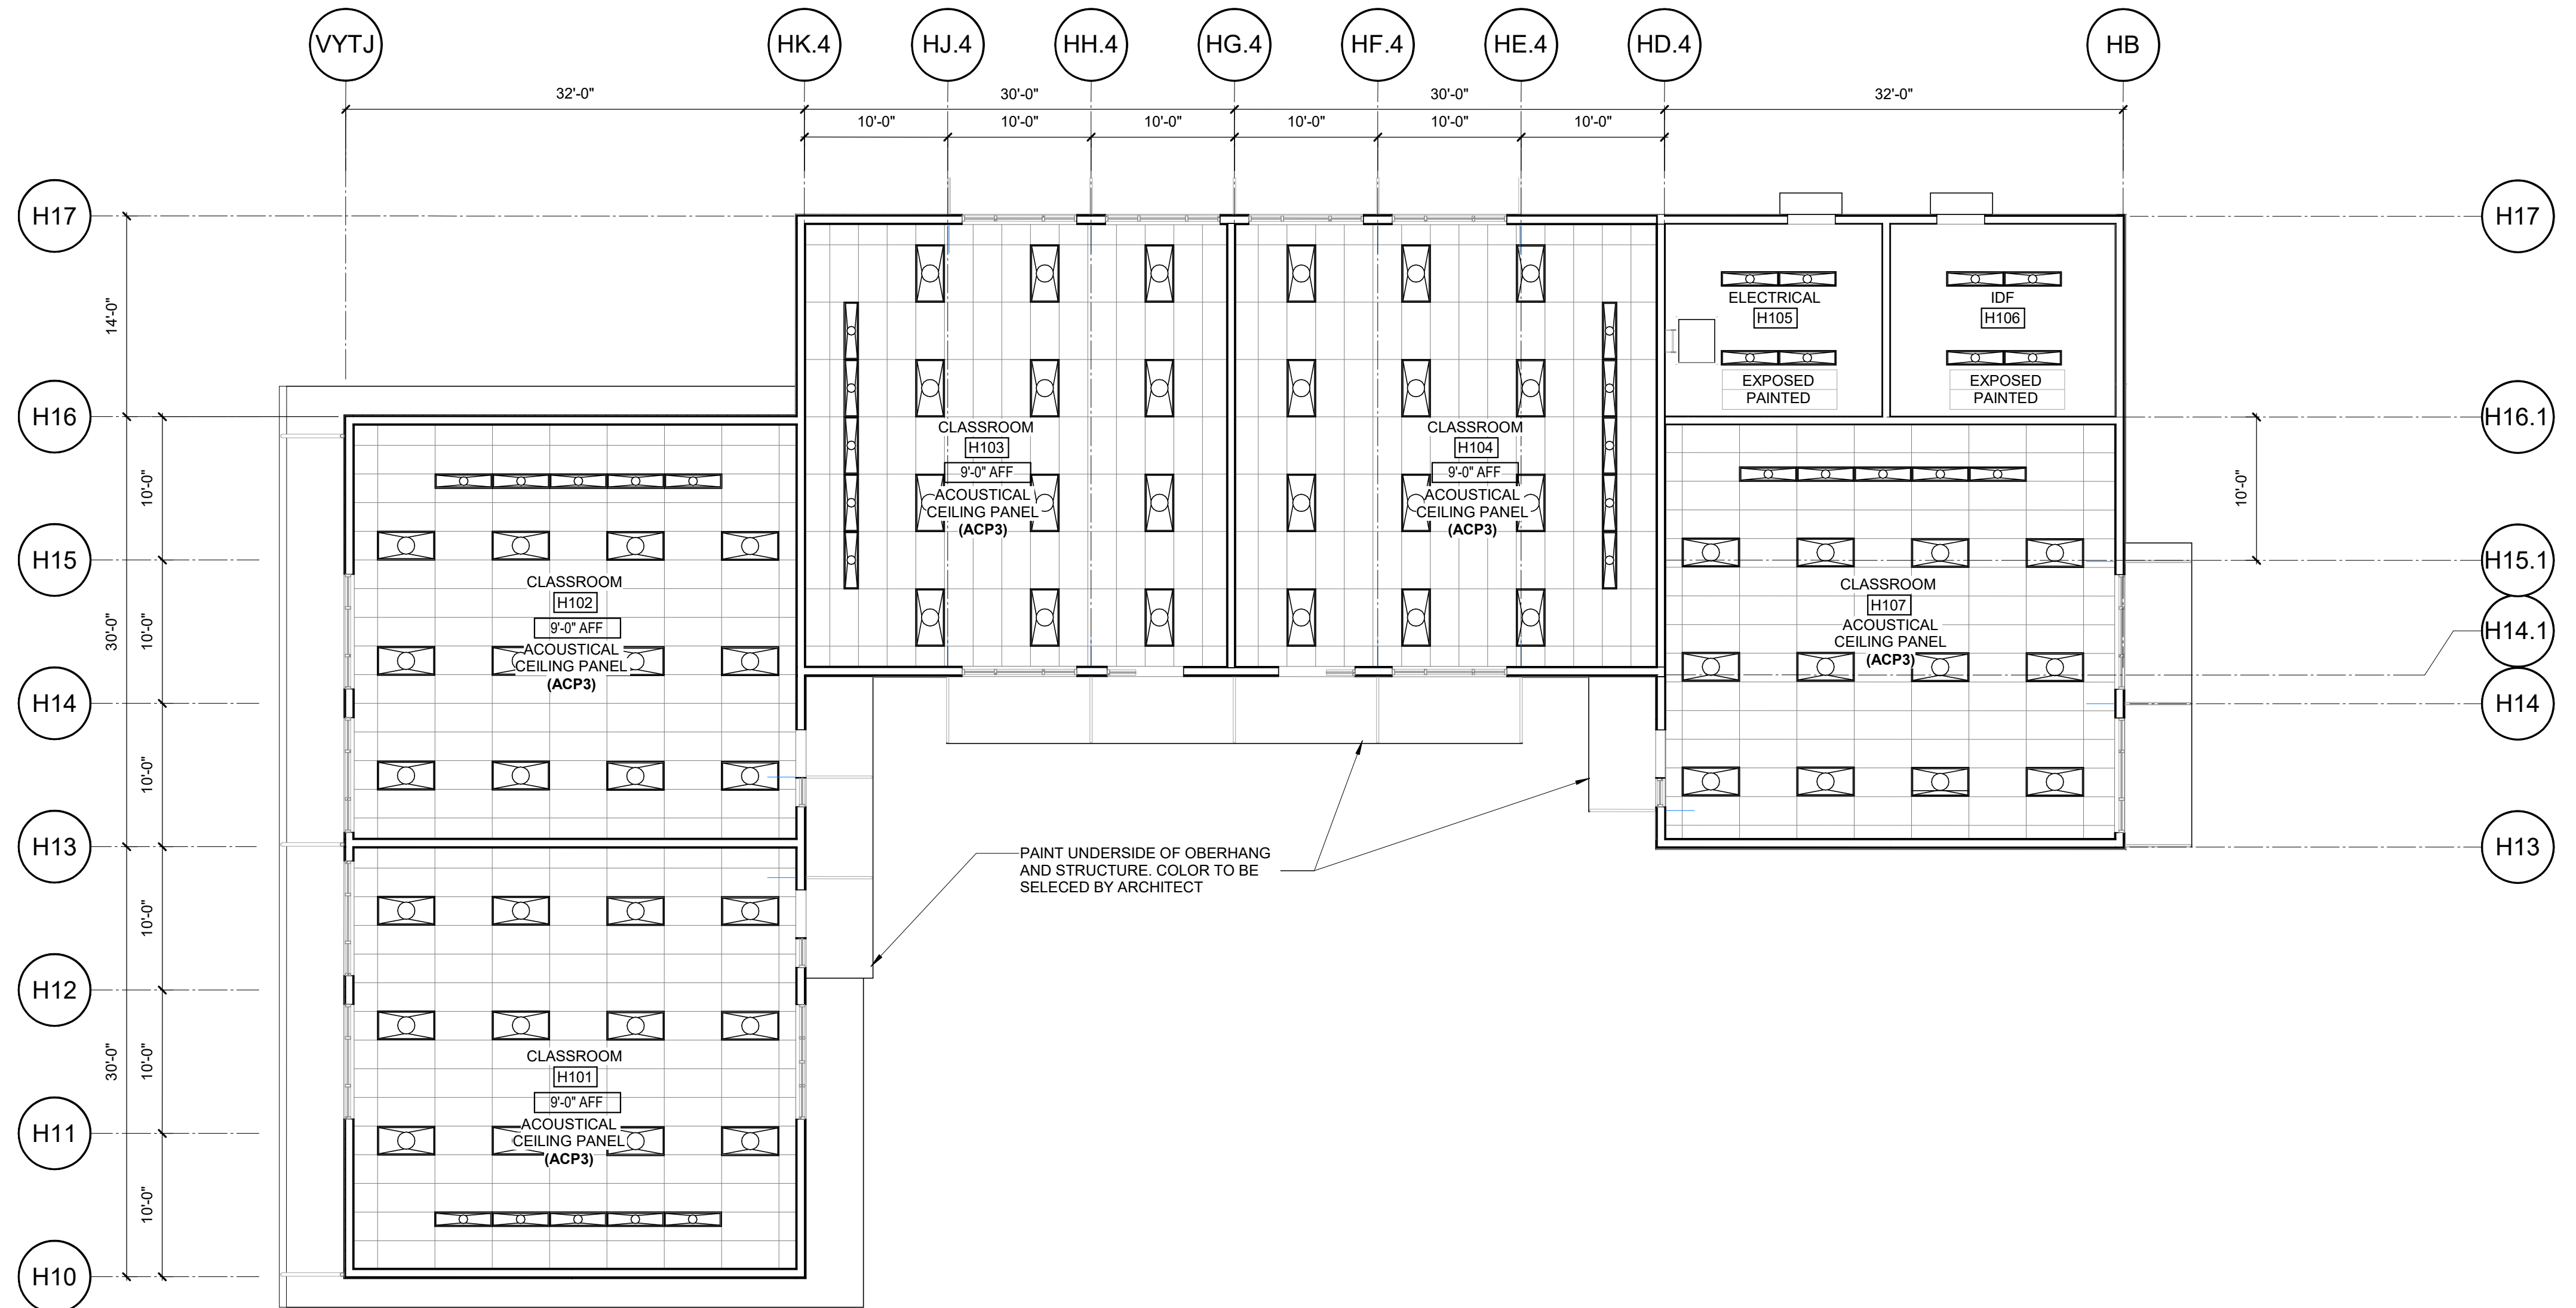 VYTJ
HK.4
HJ.4
HH.4
HG.4
HF.4
HE.4
HD.4
HB
32'-0"
30'-0"
30'-0"
32'-0"
10'-0"
10'-0"
10'-0"
10'-0"
10'-0"
10'-0"
H17
H17
14'-0"
ELECTRICAL
H105
EXPOSED
PAINTED
IDF
H106
EXPOSED
PAINTED
H16
H16.1
CLASSROOM
H103
9'-0" AFF
ACOUSTICAL
CEILING PANEL
(ACP3)
CLASSROOM
H104
9'-0" AFF
ACOUSTICAL
CEILING PANEL
(ACP3)
10'-0"
10'-0"
H15
H15.1
CLASSROOM
H102
9'-0" AFF
ACOUSTICAL
CEILING PANEL
(ACP3)
CLASSROOM
H107
ACOUSTICAL
CEILING PANEL
(ACP3)
30'-0"
10'-0"
H14.1
H14
H14
10'-0"
H13
H13
PAINT UNDERSIDE OF OBERHANG
AND STRUCTURE. COLOR TO BE
SELECED BY ARCHITECT
10'-0"
H12
30'-0"
10'-0"
CLASSROOM
H101
9'-0" AFF
ACOUSTICAL
CEILING PANEL
(ACP3)
H11
10'-0"
H10